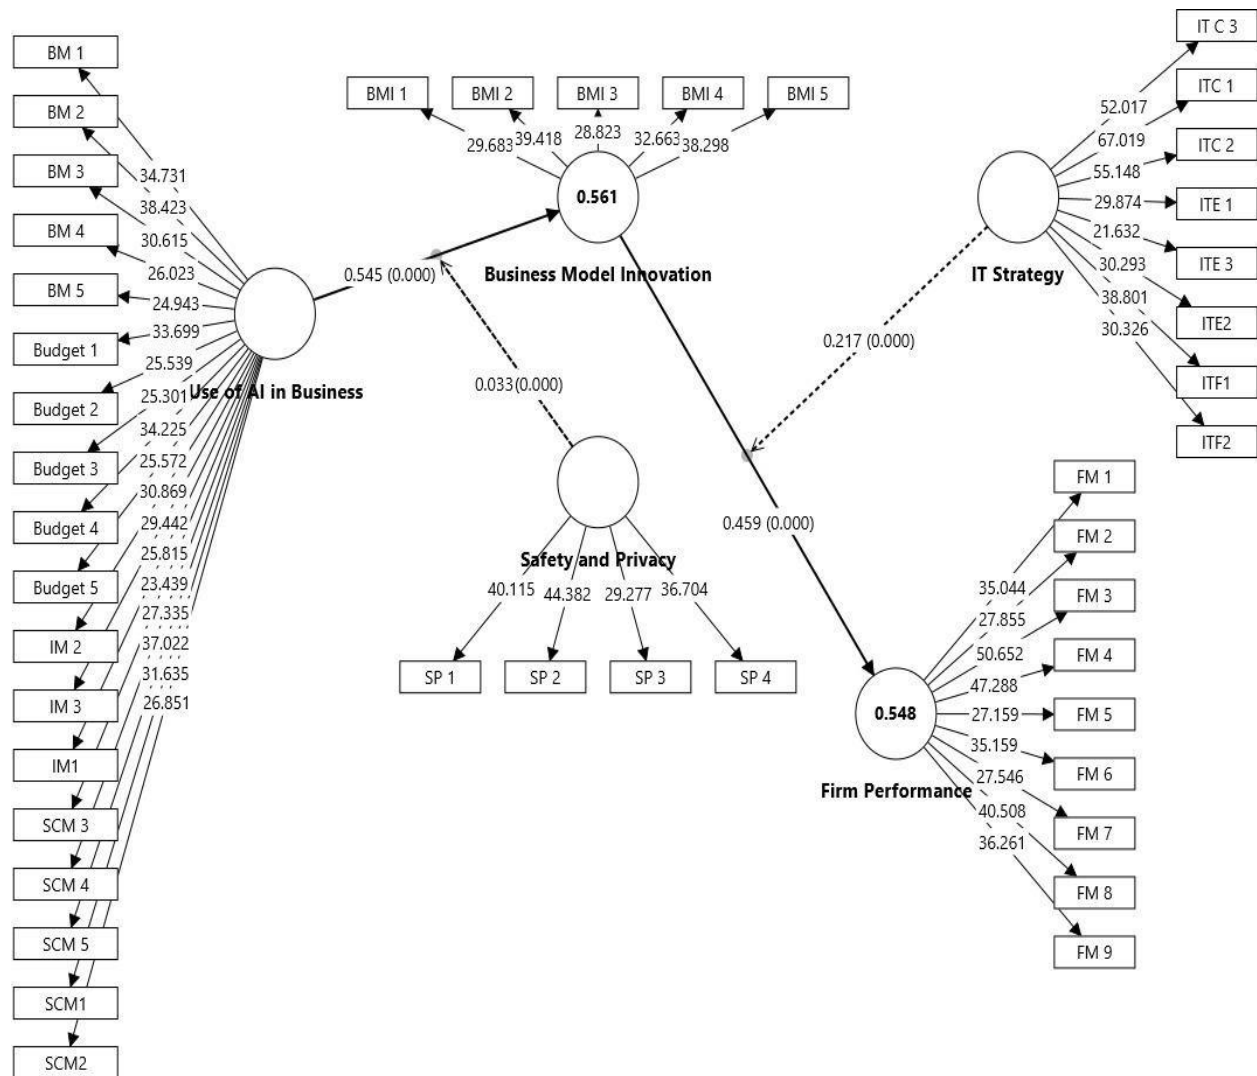 BM 1
BM 2
BM 3
BM 4
BM 5
Budget 1
Budget 2
Budget 3
Budget 4
Budget 5
IM 2
IM 3
IM1
SCM 3
SCM 4
SCM 5
SCM1
SCM2
34.731
38.423
30.615
26.023
24.943
33.699
25.539
25.301
34.225
25.572
30.869
29.442
25.815
23.439
27.335
37.022
31.635
26.851
Use of AI in Business
0.545 (0.000)
BMI 1
BMI 2
BMI 3
BMI 4
BMI 5
29.683
39.418
28.823
32.663
38.298
0.561
Business Model Innovation
0.033(0.000)
Safety and Privacy
40.115
44.382
29.277
36.704
SP 1
SP 2
SP 3
SP 4
IT C 3
ITC 1
ITC 2
ITE 1
ITE 3
ITE2
ITF1
ITF2
52.017
67.019
55.148
29.874
21.632
30.293
38.801
30.326
IT Strategy
0.217 (0.000)
0.459 (0.000)
FM 1
FM 2
FM 3
FM 4
FM 5
FM 6
FM 7
FM 8
FM 9
35.044
27.855
50.652
47.288
27.159
35.159
27.546
40.508
36.261
0.548
Firm Performance